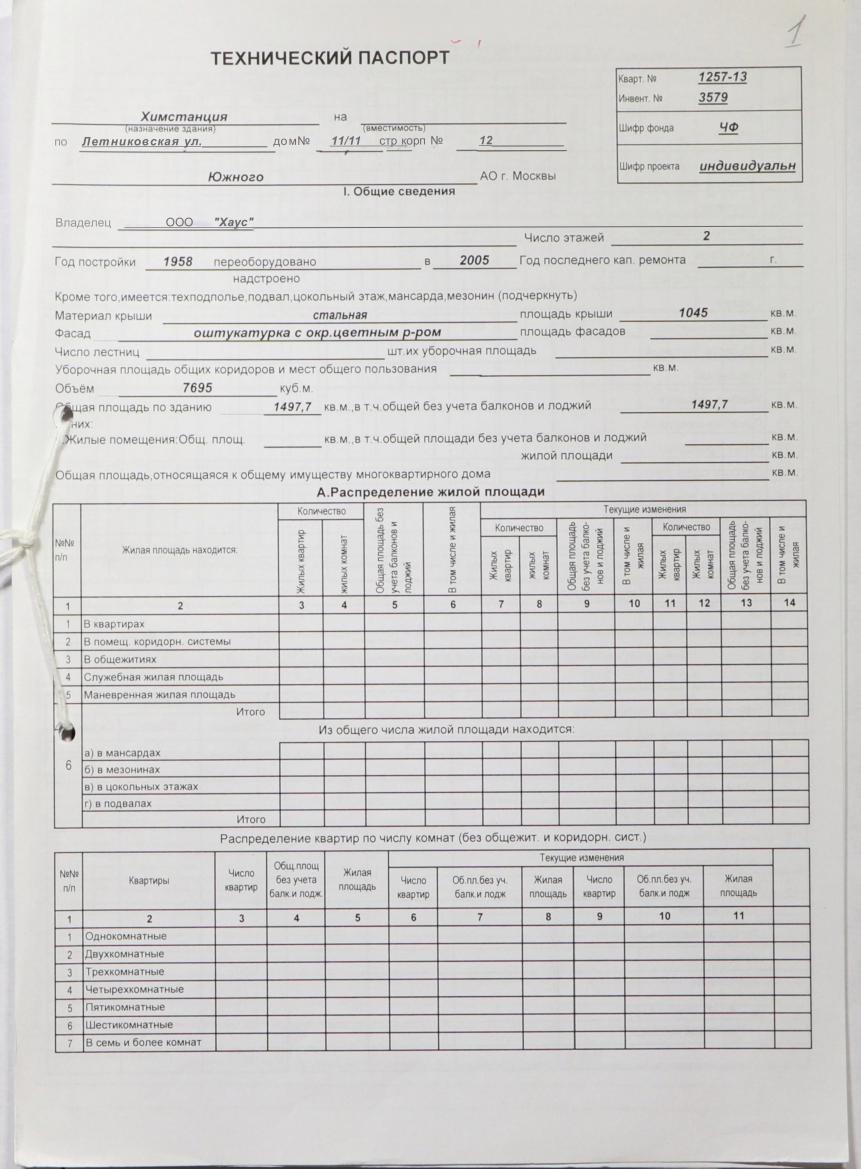 1
ТЕХНИЧЕСКИЙ ПАСПОРТ
Кварт. № 1257-13
Инвент. № 3579
Шифр фонда ЧФ
Шифр проекта индивидуальн
Химстанция на
(назначение здания) (вместимость)
по Летниковская ул. дом№ 11/11 стр корп № 12
Южного АО г. Москвы
I. Общие сведения
Владелец ООО "Хаус"
Число этажей 2
Год постройки 1958 переоборудовано в 2005 Год последнего кап. ремонта г.
надстроено
Кроме того,имеется:техподполье,подвал,цокольный этаж,мансарда,мезонин (подчеркнуть)
Материал крыши стальная площадь крыши 1045 кв.м.
Фасад оштукатурка с окр.цветным р-ром площадь фасадов кв.м.
Число лестниц шт.их уборочная площадь кв.м.
Уборочная площадь общих коридоров и мест общего пользования кв.м.
Объём 7695 куб.м.
Общая площадь по зданию 1497,7 кв.м.,в т.ч.общей без учета балконов и лоджий 1497,7 кв.м.
них:
Жилые помещения:Общ. площ. кв.м.,в т.ч.общей площади без учета балконов и лоджий кв.м.
жилой площади кв.м.
Общая площадь,относящаяся к общему имуществу многоквартирного дома кв.м.
А.Распределение жилой площади
№№ п/п Жилая площадь находится: Количество Общая площадь без учета балконов и лоджий В том числе и жилая Текущие изменения
Жилых квартир жилых комнат Количество Общая площадь без учета балко- нов и лоджий В том числе и жилая Количество Общая площадь без учета балко- нов и лоджий В том числе и жилая
Жилых квартир жилых комнат Жилых квартир Жилых комнат
1 2 3 4 5 6 7 8 9 10 11 12 13 14
1 В квартирах
2 В помещ. коридорн. системы
3 В общежитиях
4 Служебная жилая площадь
5 Маневренная жилая площадь
Итого
Из общего числа жилой площади находится:
6
а) в мансардах
б) в мезонинах
в) в цокольных этажах
г) в подвалах
Итого
Распределение квартир по числу комнат (без общежит. и коридорн. сист.)
№№ п/п Квартиры Число квартир Общ.площ без учета балк.и лодж. Жилая площадь Текущие изменения
Число квартир Об.пл.без уч. балк.и лодж Жилая площадь Число квартир Об.пл.без уч. балк.и лодж Жилая площадь
1 2 3 4 5 6 7 8 9 10 11
1 Однокомнатные
2 Двухкомнатные
3 Трехкомнатные
4 Четырехкомнатные
5 Пятикомнатные
6 Шестикомнатные
7 В семь и более комнат